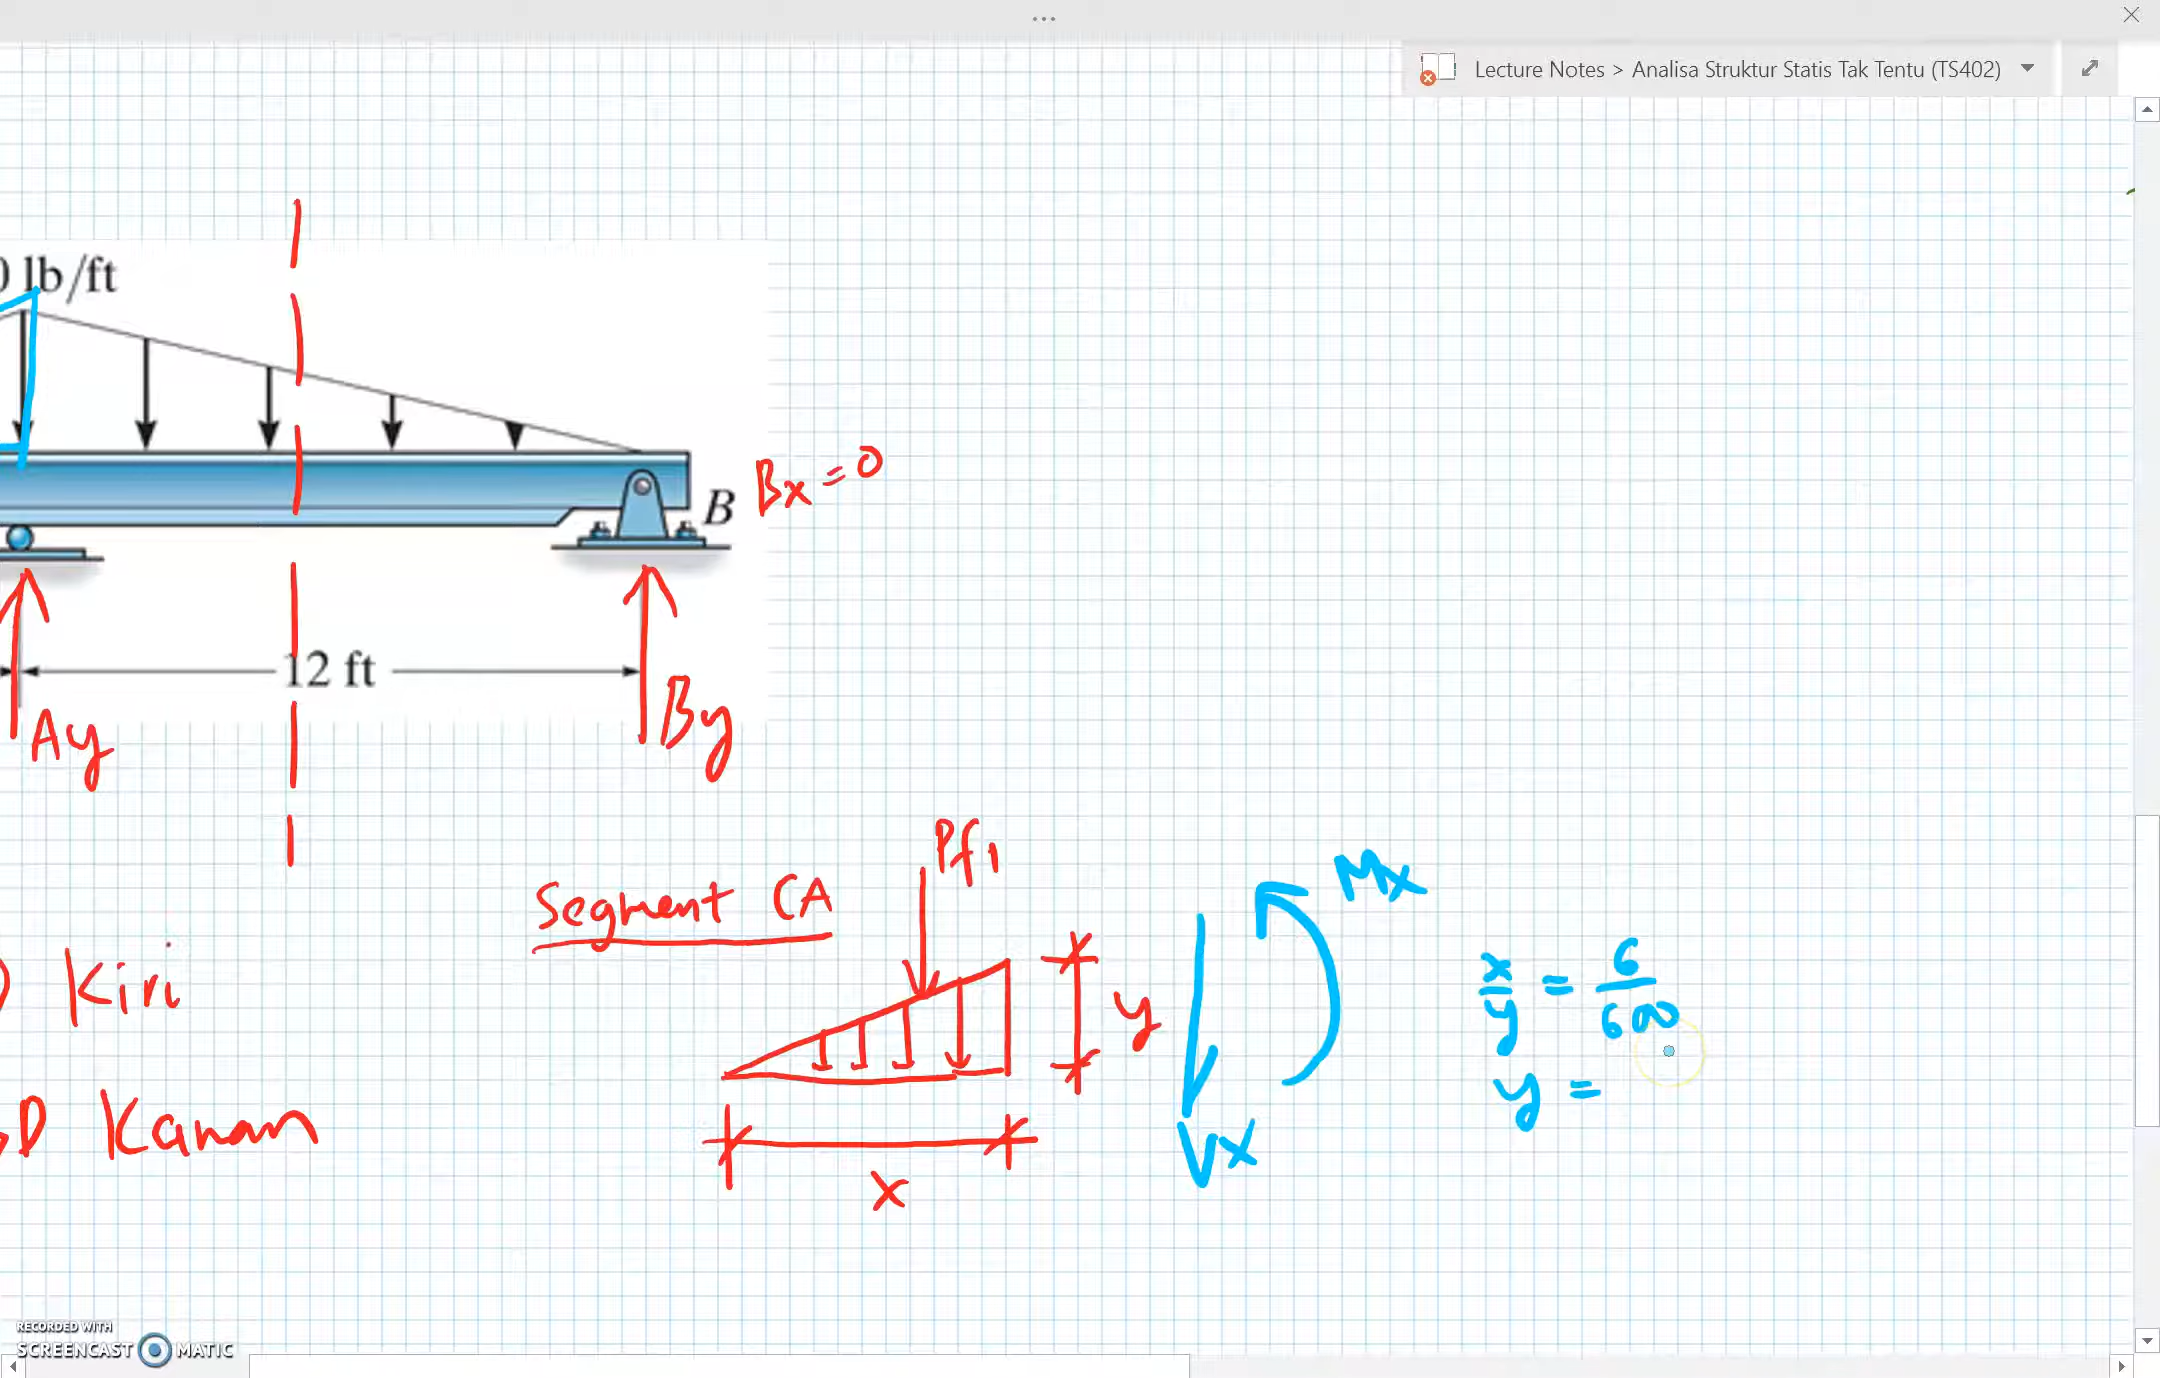 Lecture Notes > Analisa Struktur Statis Tak Tentu (TS402)
0 lb/ft
B
Bx = 0
12 ft
Ay
By
Pf1
Segment CA
Mx
y
Vx
x
x/y = 6/600
y =
Kiri
D Kanan
RECORDED WITH
SCREENCAST MATIC